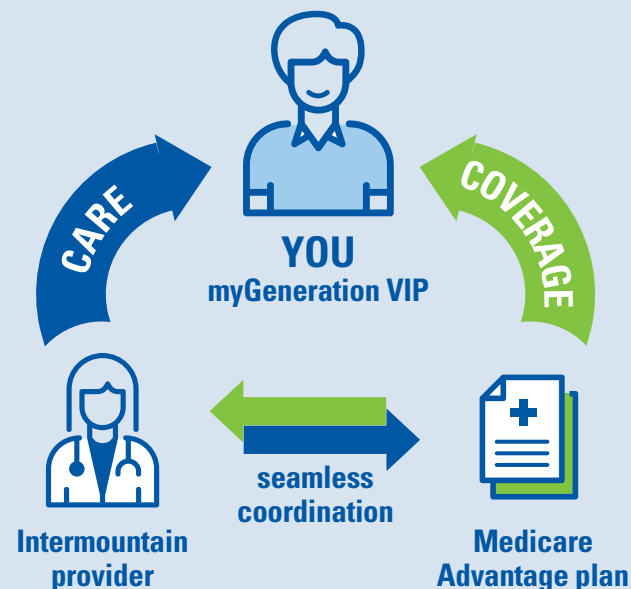 CARE
COVERAGE
YOU
myGeneration VIP
seamless
coordination
Intermountain
provider
Medicare
Advantage plan